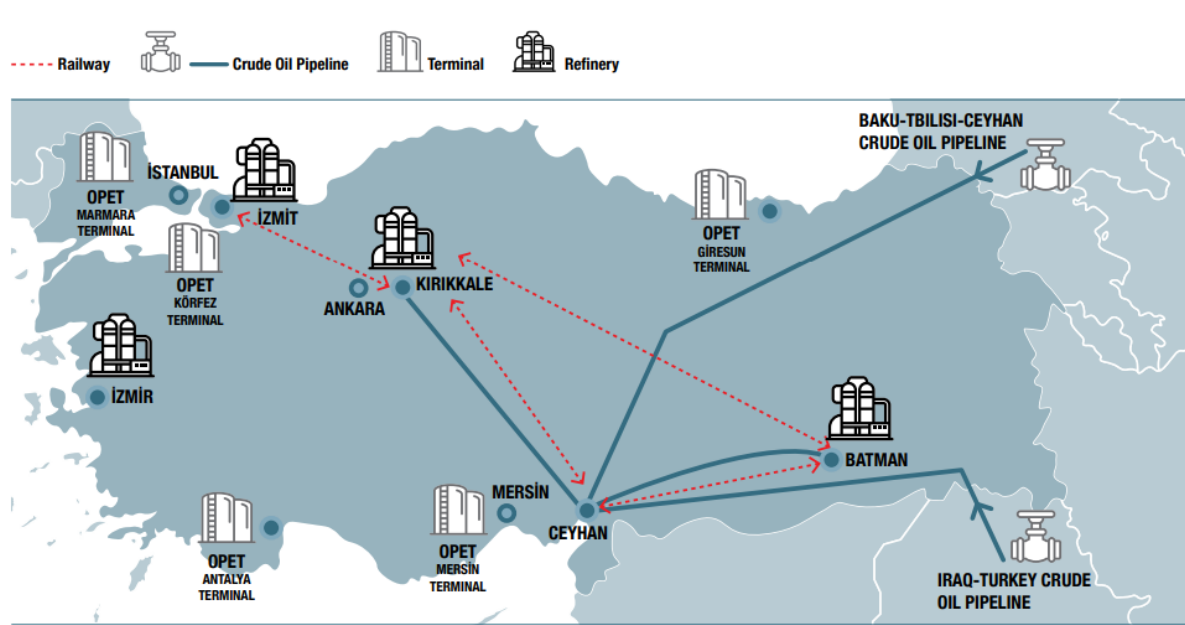 Railway
Crude Oil Pipeline
Terminal
Refinery
BAKU-TBILISI-CEYHAN
CRUDE OIL PIPELINE
OPET
MARMARA
TERMINAL
İSTANBUL
İZMİT
OPET
KÖRFEZ
TERMINAL
KIRIKKALE
ANKARA
OPET
GİRESUN
TERMINAL
İZMİR
BATMAN
MERSİN
CEYHAN
OPET
ANTALYA
TERMINAL
OPET
MERSİN
TERMINAL
IRAQ-TURKEY CRUDE
OIL PIPELINE